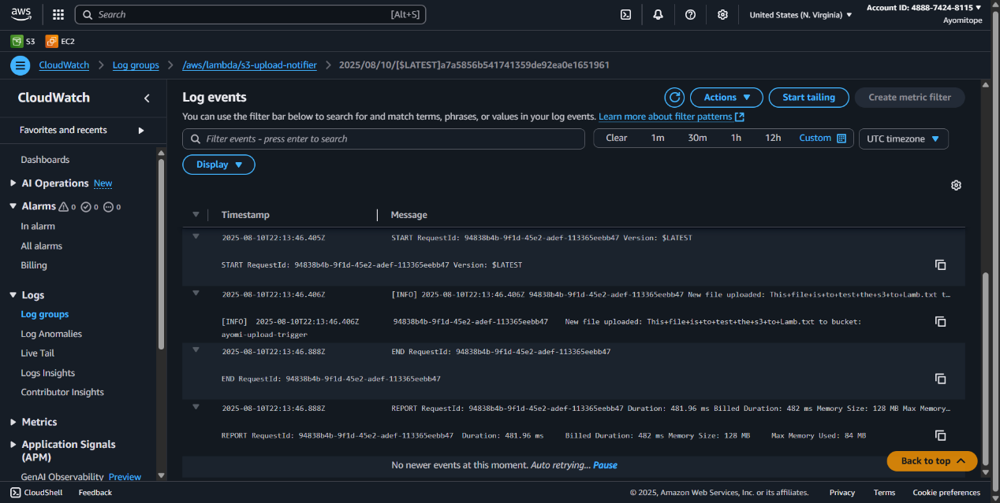 aws
Search [Alt+S]
United States (N. Virginia)
Account ID: 4888-7424-8115
Ayomitope
S3 EC2
CloudWatch Log groups /aws/lambda/s3-upload-notifier 2025/08/10/[$LATEST]a7a5856b541741359de92ea0e1651961
CloudWatch
Favorites and recents
Dashboards
AI Operations New
Alarms 0 0 0
In alarm
All alarms
Billing
Logs
Log groups
Log Anomalies
Live Tail
Logs Insights
Contributor Insights
Metrics
Application Signals
(APM)
GenAI Observability Preview
Log events
Actions Start tailing Create metric filter
You can use the filter bar below to search for and match terms, phrases, or values in your log events. Learn more about filter patterns
Filter events - press enter to search
Clear 1m 30m 1h 12h Custom UTC timezone
Display
Timestamp Message
2025-08-10T22:13:46.405Z START RequestId: 94838b4b-9f1d-45e2-adef-113365eebb47 Version: $LATEST
START RequestId: 94838b4b-9f1d-45e2-adef-113365eebb47 Version: $LATEST
2025-08-10T22:13:46.406Z [INFO] 2025-08-10T22:13:46.406Z 94838b4b-9f1d-45e2-adef-113365eebb47 New file uploaded: This+file+is+to+test+the+s3+to+Lamb.txt t…
[INFO] 2025-08-10T22:13:46.406Z 94838b4b-9f1d-45e2-adef-113365eebb47 New file uploaded: This+file+is+to+test+the+s3+to+Lamb.txt to bucket:
ayomi-upload-trigger
2025-08-10T22:13:46.888Z END RequestId: 94838b4b-9f1d-45e2-adef-113365eebb47
END RequestId: 94838b4b-9f1d-45e2-adef-113365eebb47
2025-08-10T22:13:46.888Z REPORT RequestId: 94838b4b-9f1d-45e2-adef-113365eebb47 Duration: 481.96 ms Billed Duration: 482 ms Memory Size: 128 MB Max Memory…
REPORT RequestId: 94838b4b-9f1d-45e2-adef-113365eebb47 Duration: 481.96 ms Billed Duration: 482 ms Memory Size: 128 MB Max Memory Used: 84 MB
No newer events at this moment. Auto retrying... Pause
Back to top
CloudShell Feedback
© 2025, Amazon Web Services, Inc. or its affiliates. Privacy Terms Cookie preferences